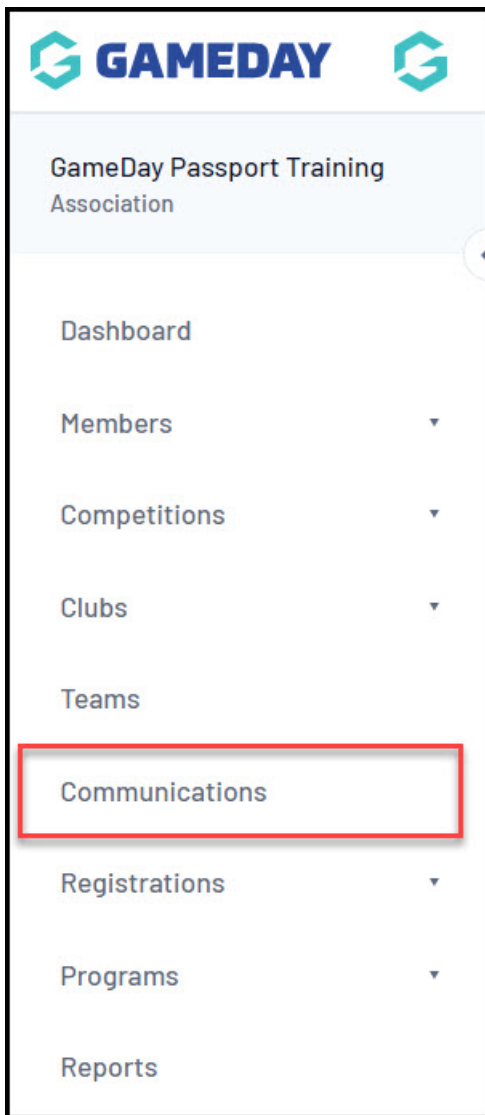 GAMEDAY
GameDay Passport Training
Association
Dashboard
Members
Competitions
Clubs
Teams
Communications
Registrations
Programs
Reports